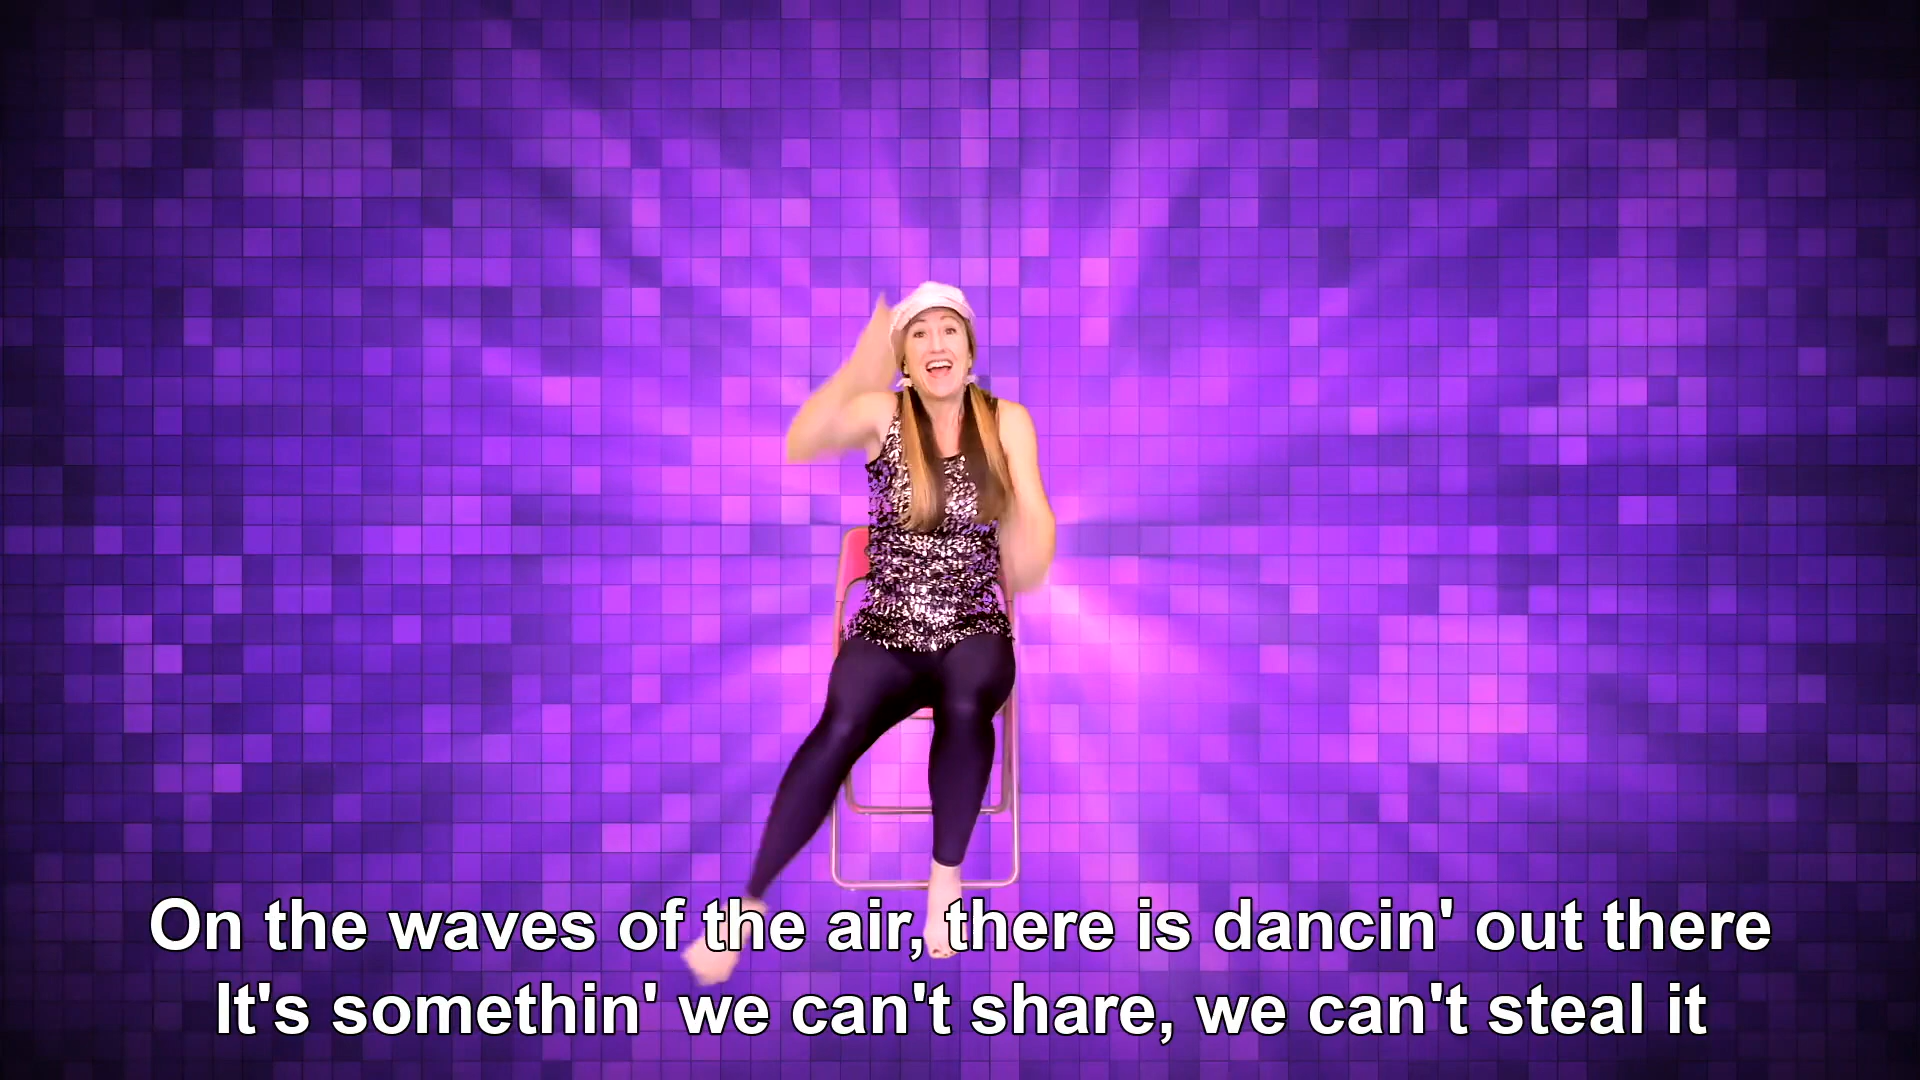 On the waves of the air, there is dancin' out there
It's somethin' we can't share, we can't steal it